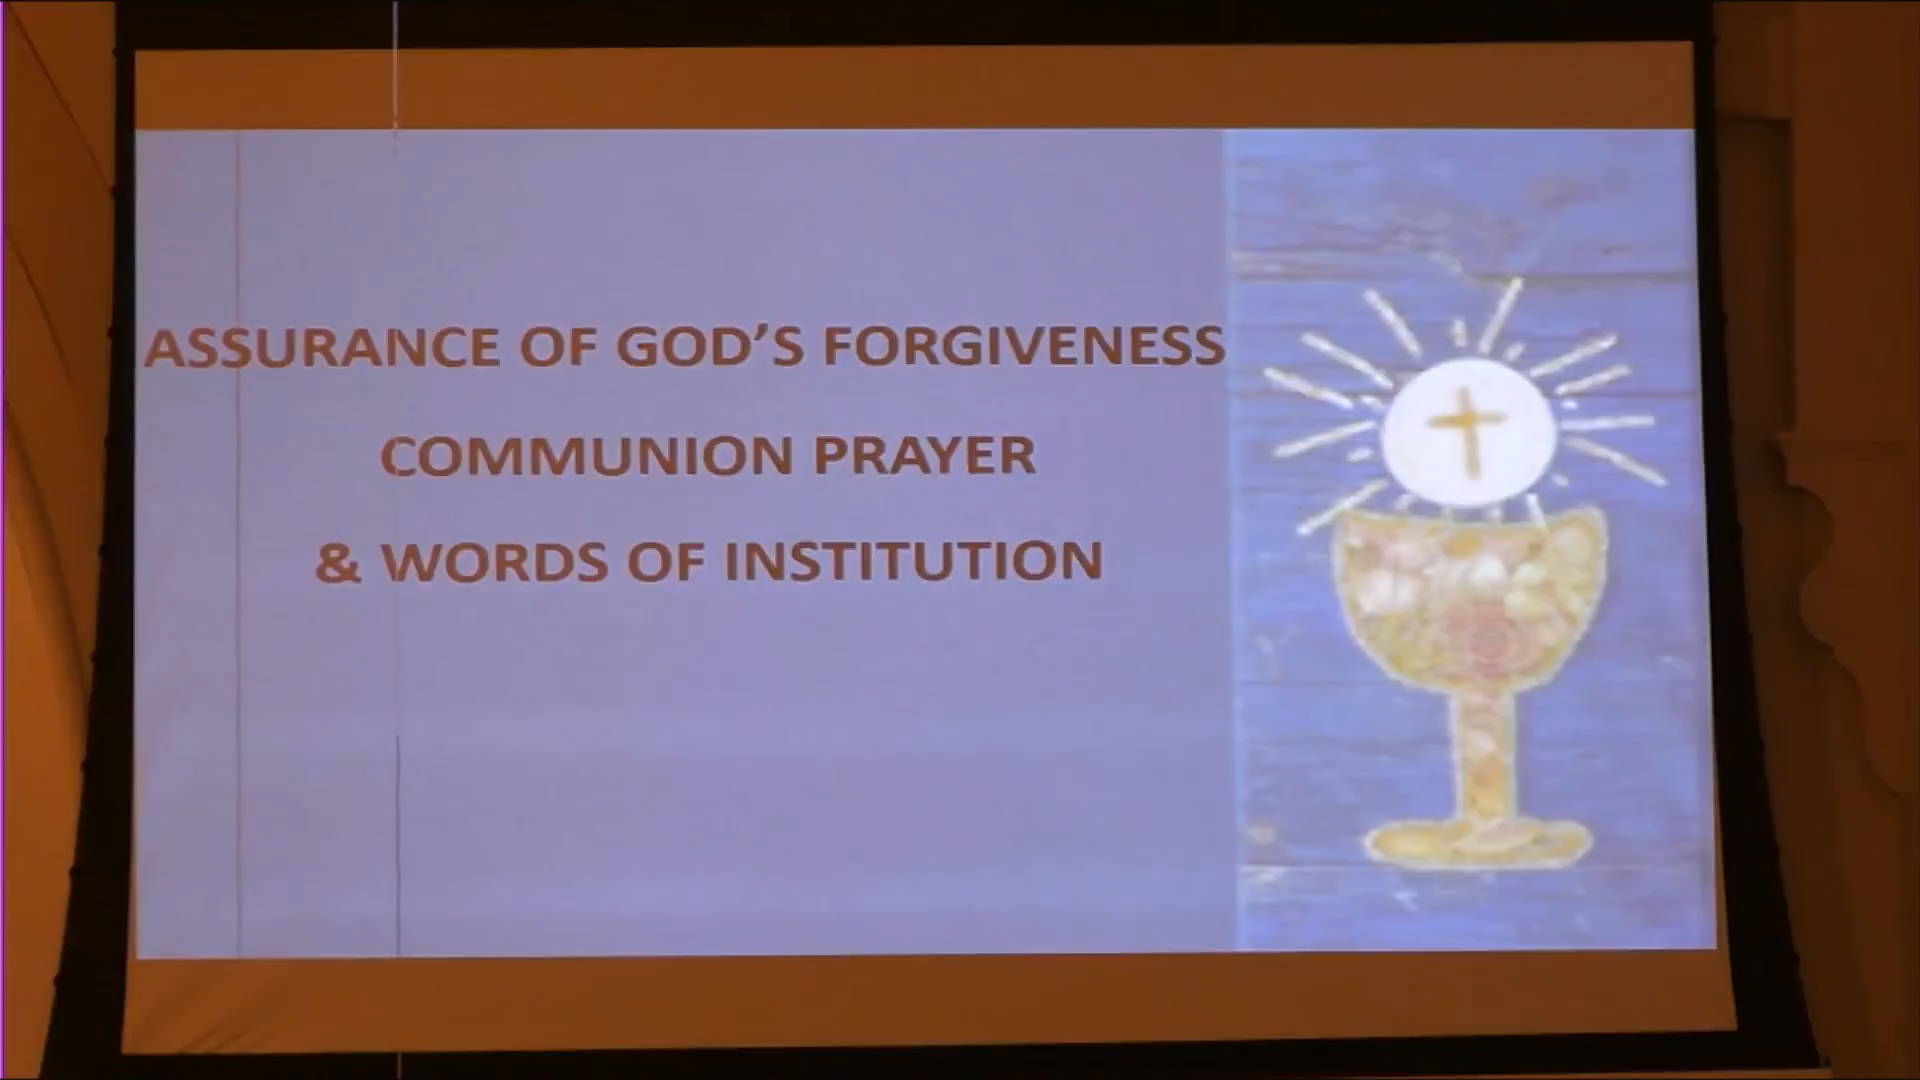 ASSURANCE OF GOD'S FORGIVENESS
COMMUNION PRAYER
& WORDS OF INSTITUTION